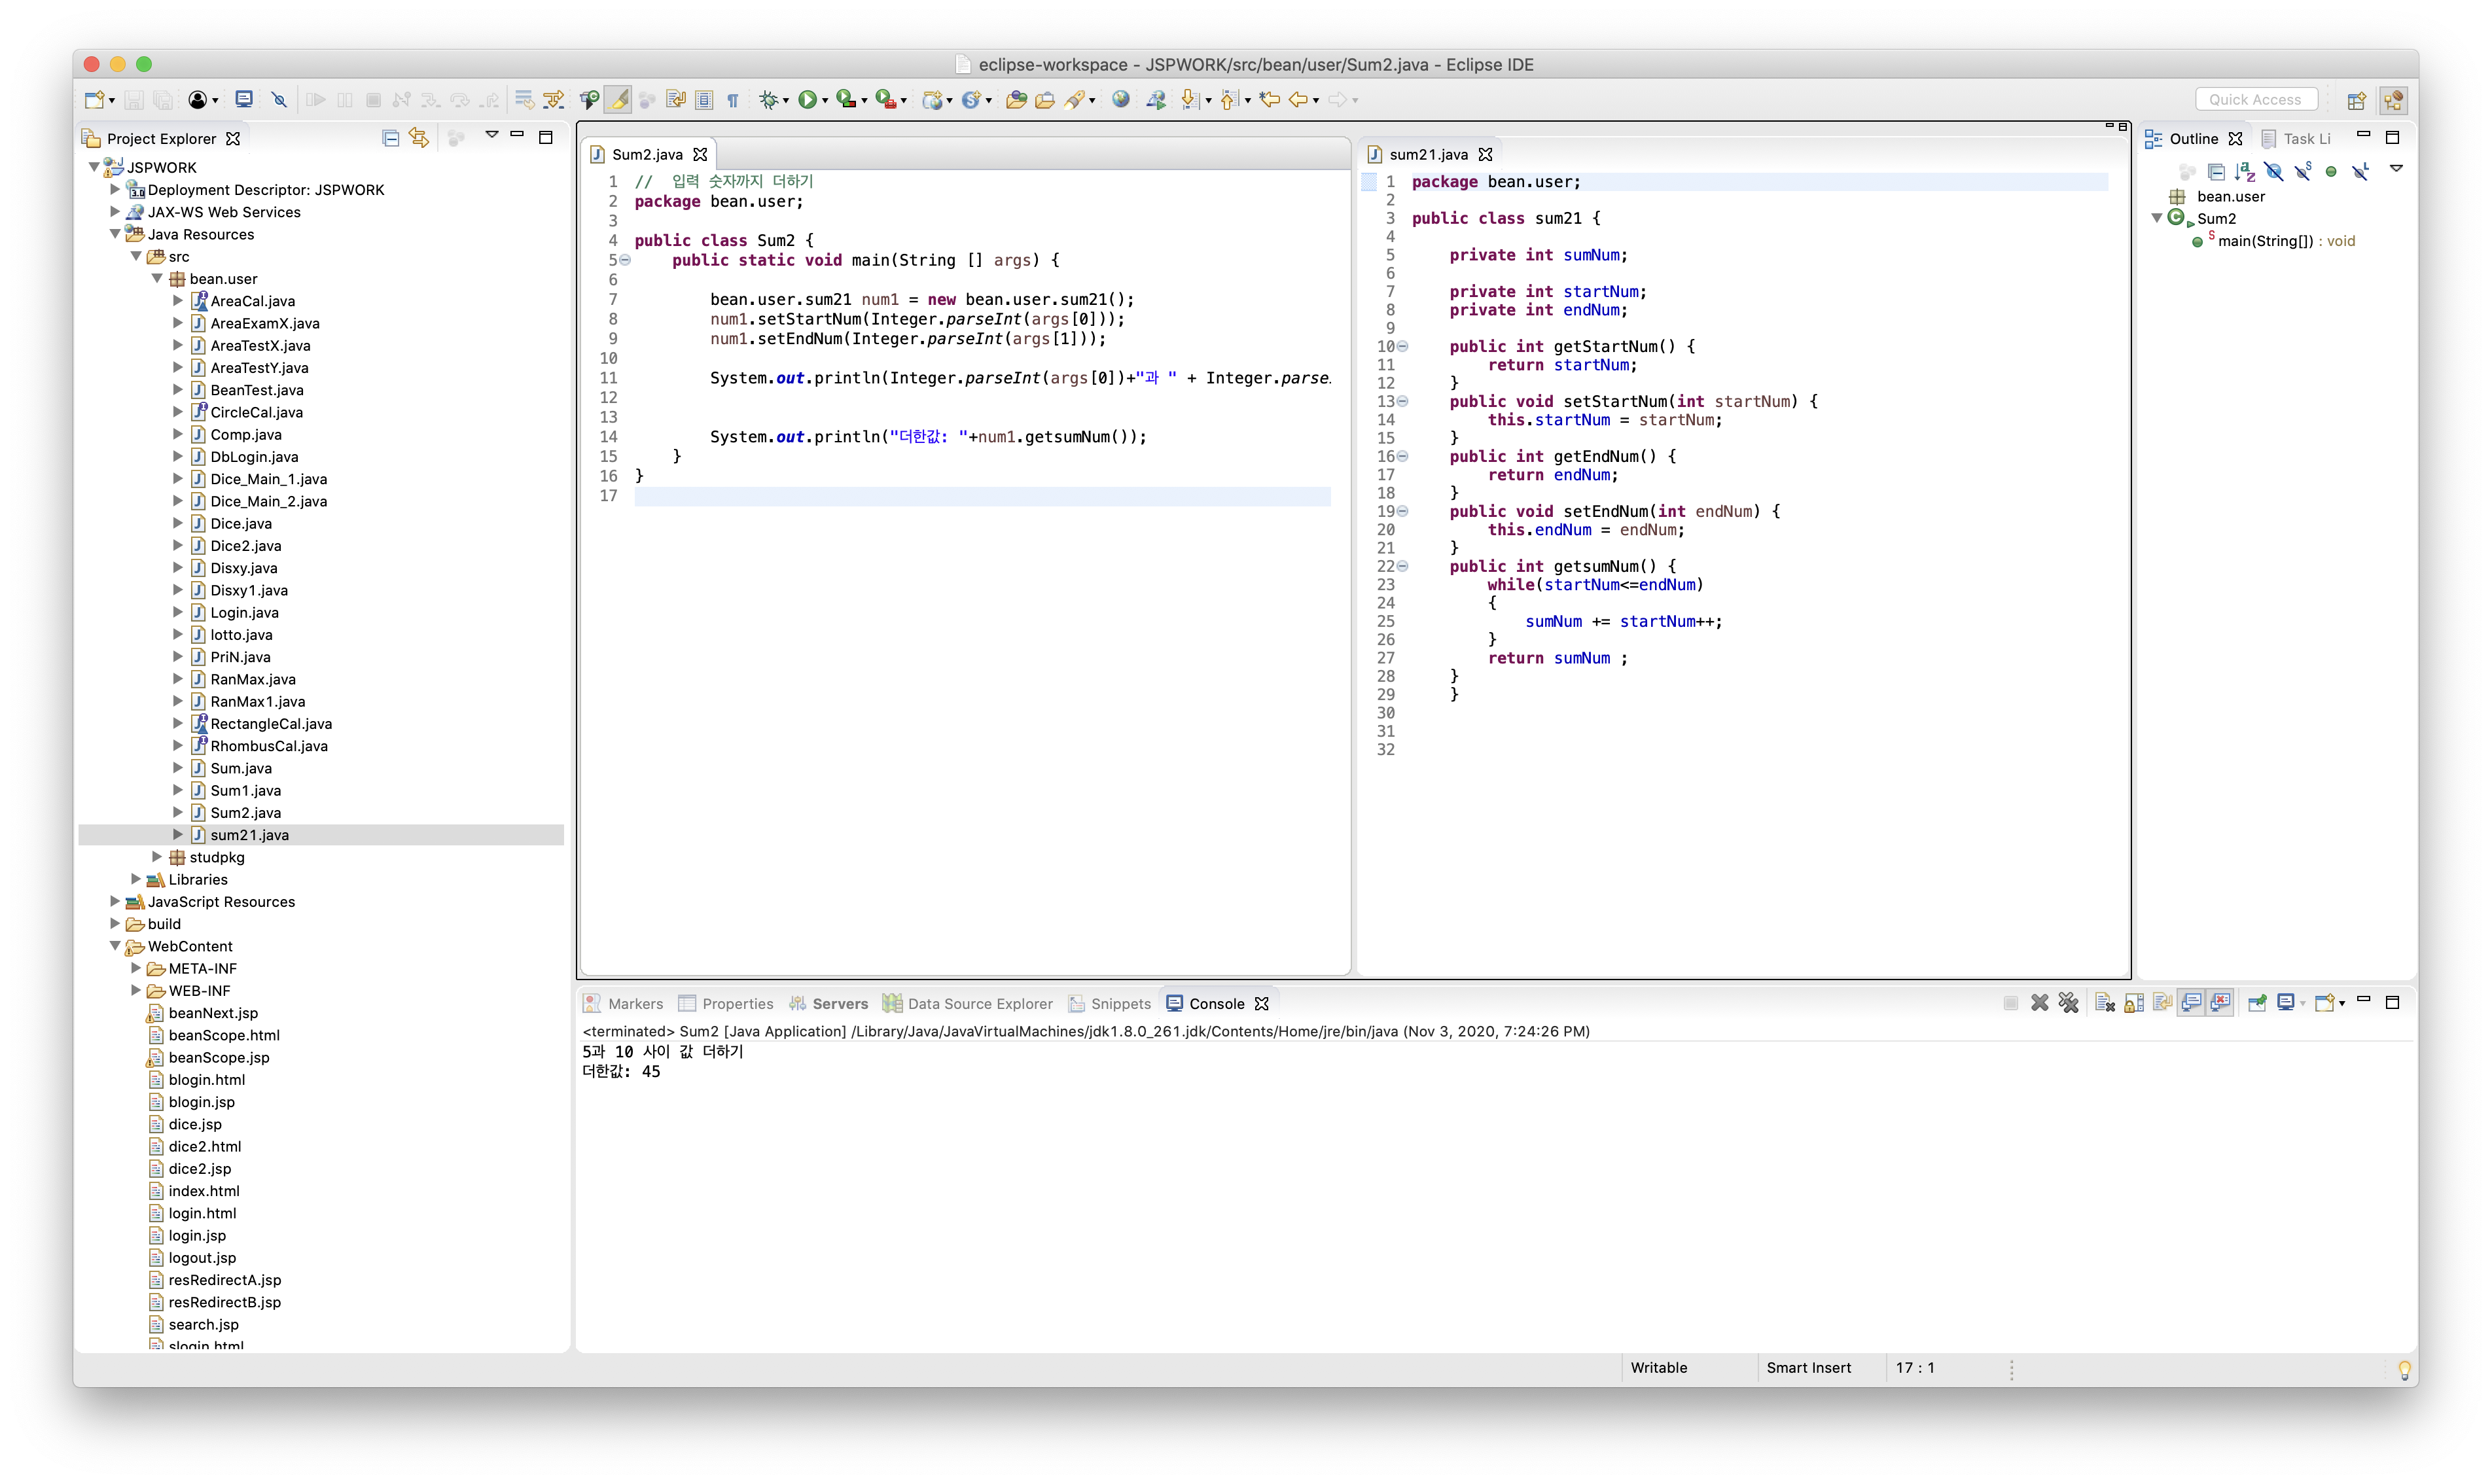 eclipse-workspace - JSPWORK/src/bean/user/Sum2.java - Eclipse IDE
Quick Access
Project Explorer
JSPWORK
Deployment Descriptor: JSPWORK
JAX-WS Web Services
Java Resources
src
bean.user
AreaCal.java
AreaExamX.java
AreaTestX.java
AreaTestY.java
BeanTest.java
CircleCal.java
Comp.java
DbLogin.java
Dice_Main_1.java
Dice_Main_2.java
Dice.java
Dice2.java
Disxy.java
Disxy1.java
Login.java
lotto.java
PriN.java
RanMax.java
RanMax1.java
RectangleCal.java
RhombusCal.java
Sum.java
Sum1.java
Sum2.java
sum21.java
studpkg
Libraries
JavaScript Resources
build
WebContent
META-INF
WEB-INF
beanNext.jsp
beanScope.html
beanScope.jsp
blogin.html
blogin.jsp
dice.jsp
dice2.html
dice2.jsp
index.html
login.html
login.jsp
logout.jsp
resRedirectA.jsp
resRedirectB.jsp
search.jsp
slogin.html
Sum2.java
1 // 입력 숫자까지 더하기
2 package bean.user;
3
4 public class Sum2 {
5 public static void main(String [] args) {
6
7 bean.user.sum21 num1 = new bean.user.sum21();
8 num1.setStartNum(Integer.parseInt(args[0]));
9 num1.setEndNum(Integer.parseInt(args[1]));
10
11 System.out.println(Integer.parseInt(args[0])+"과 " + Integer.parse
12
13
14 System.out.println("더한값: "+num1.getsumNum());
15 }
16 }
17
sum21.java
1 package bean.user;
2
3 public class sum21 {
4
5 private int sumNum;
6
7 private int startNum;
8 private int endNum;
9
10 public int getStartNum() {
11 return startNum;
12 }
13 public void setStartNum(int startNum) {
14 this.startNum = startNum;
15 }
16 public int getEndNum() {
17 return endNum;
18 }
19 public void setEndNum(int endNum) {
20 this.endNum = endNum;
21 }
22 public int getsumNum() {
23 while(startNum<=endNum)
24 {
25 sumNum += startNum++;
26 }
27 return sumNum ;
28 }
29 }
30
31
32
Outline
Task Li
bean.user
Sum2
main(String[]) : void
Markers Properties Servers Data Source Explorer Snippets Console
<terminated> Sum2 [Java Application] /Library/Java/JavaVirtualMachines/jdk1.8.0_261.jdk/Contents/Home/jre/bin/java (Nov 3, 2020, 7:24:26 PM)
5과 10 사이 값 더하기
더한값: 45
Writable
Smart Insert
17 : 1